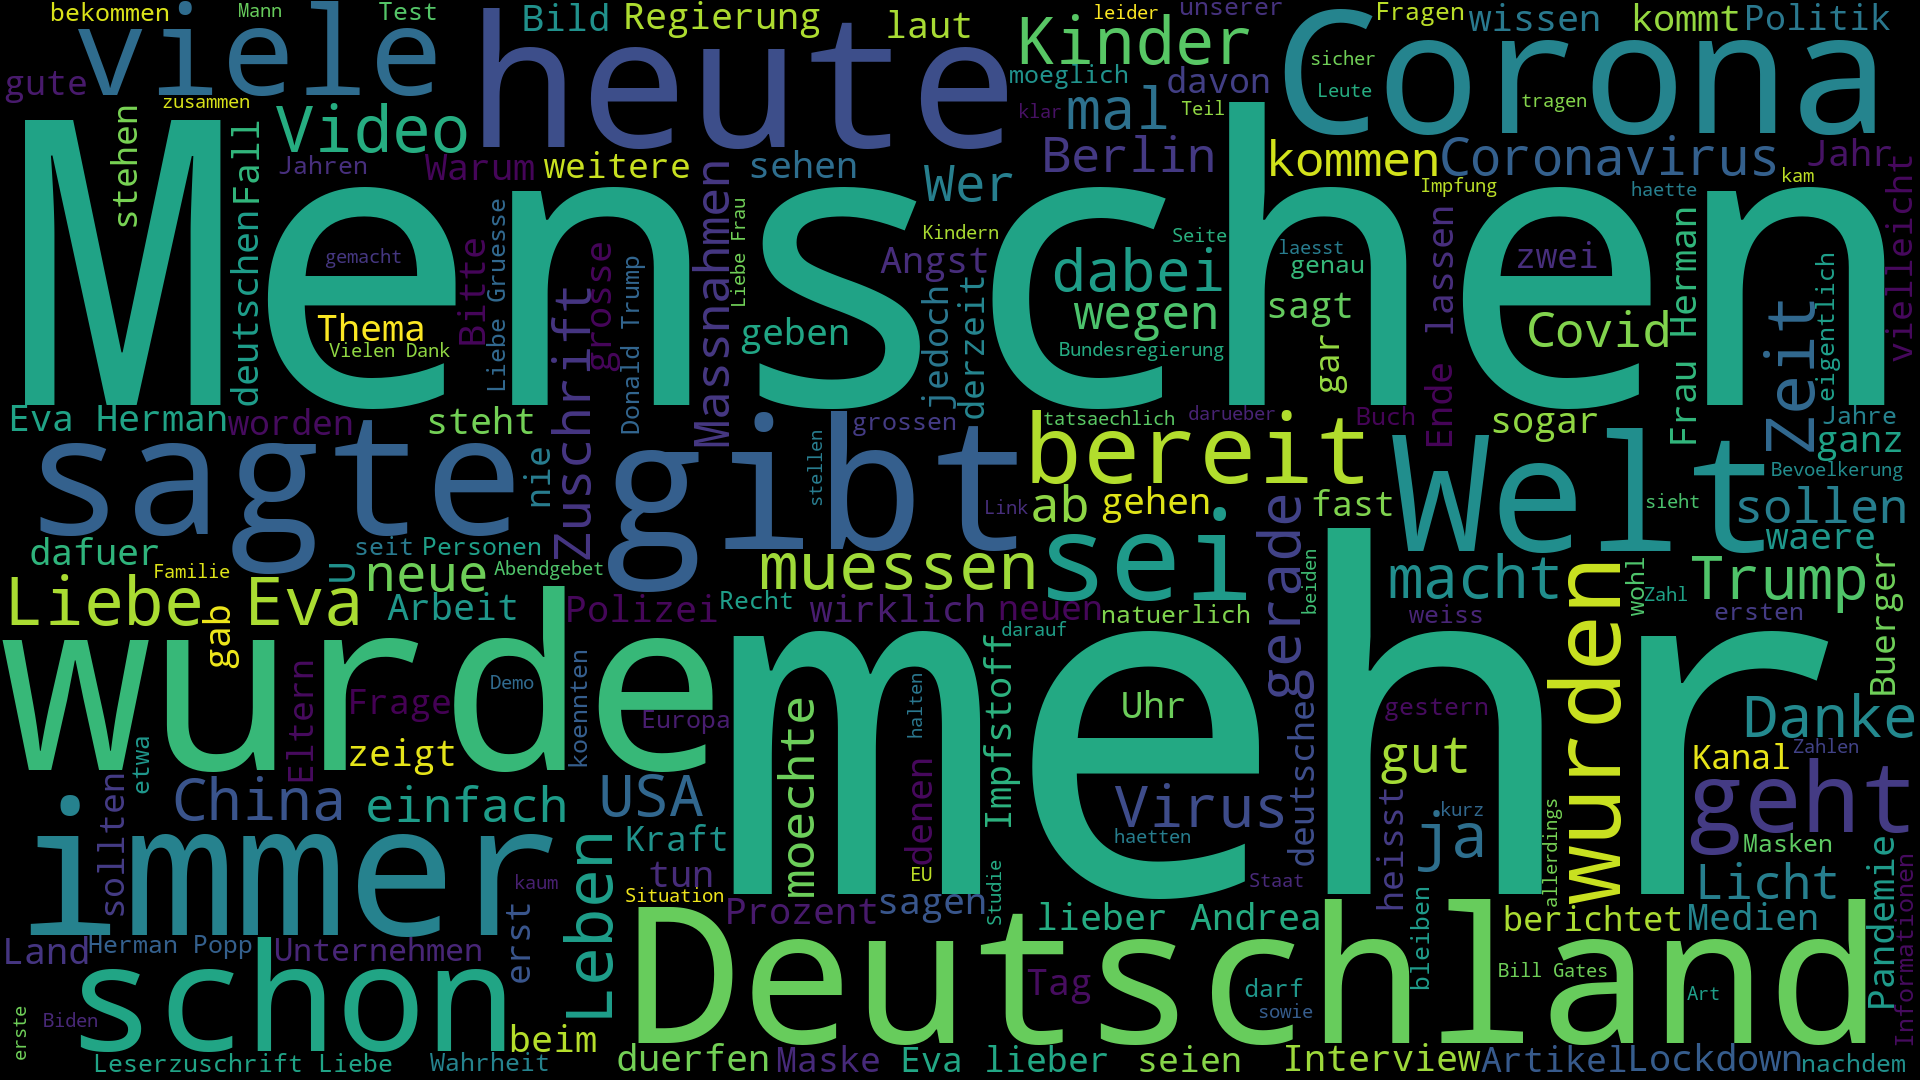 bekommen
Mann
Test
Bild
Regierung
laut
leider
unserer
Fragen
wissen
kommt
Politik
viele
heute
Kinder
Corona
gute
zusammen
moeglich
davon
sicher
Leute
Video
mal
klar
Teil
tragen
stehen
Jahren
Warum
weitere
sehen
Wer
Berlin
kommen
Coronavirus
Jahr
Impfung
haette
kam
vielleicht
Menschen
deutschen
Fall
gemacht
Bitte
Liebe Gruesse
grosse
Massnahmen
Liebe Frau
Angst
Kindern
Seite
laesst
genau
zwei
Frau Herman
eigentlich
Thema
Vielen Dank
Zuschrift
Donald Trump
geben
jedoch
derzeit
dabei
wegen
Bundesregierung
sagt
gar
Ende
lassen
Covid
Zeit
Eva Herman
worden
steht
grossen
tatsaechlich
darueber
Buch
sogar
Jahre
ganz
sagte
gibt
nie
stellen
bereit
Welt
Bevoelkerung
ab
gehen
Link
fast
sieht
sollen
dafuer
seit
Personen
waere
Familie
U
neue
Abendgebet
muessen
sei
gerade
macht
Trump
Liebe Eva
gab
Arbeit
Polizei
Recht
wirklich
neuen
natuerlich
beiden
weiss
wurden
wohl
Zahl
ersten
Buerger
darauf
wurde
mehr
Eltern
Frage
Demo
koennten
Europa
moechte
halten
Impfstoff
Uhr
deutsche
gestern
Danke
etwa
zeigt
gut
Kanal
Zahlen
sollten
China
einfach
USA
Virus
haetten
heisst
kurz
ja
geht
immer
Kraft
denen
allerdings
Masken
tun
EU
Studie
Staat
Licht
Pandemie
kaum
Leben
Situation
Prozent
sagen
lieber Andrea
bleiben
berichtet
Medien
Informationen
Land
Herman Popp
Unternehmen
erst
schon
Deutschland
Tag
darf
sowie
Bill Gates
Art
erste
Biden
beim
Leserzuschrift Liebe
Wahrheit
duerfen
Maske
Eva lieber
seien
Interview
Artikel
Lockdown
nachdem